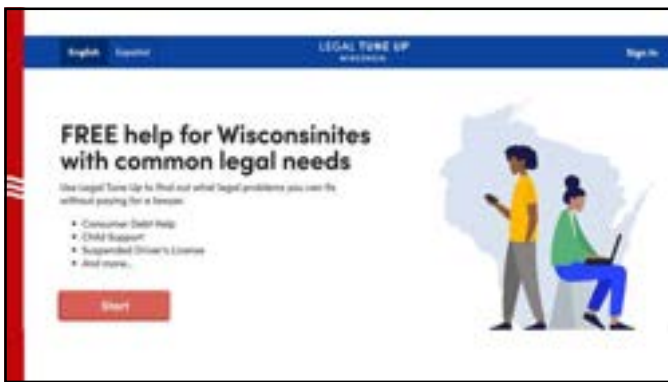 English Español
LEGAL TUNE UP
WISCONSIN
Sign In
FREE help for Wisconsinites
with common legal needs
Use Legal Tune Up to find out what legal problems you can fix
without paying for a lawyer.
• Consumer Debt Help
• Child Support
• Suspended Driver's License
• And more...
Start